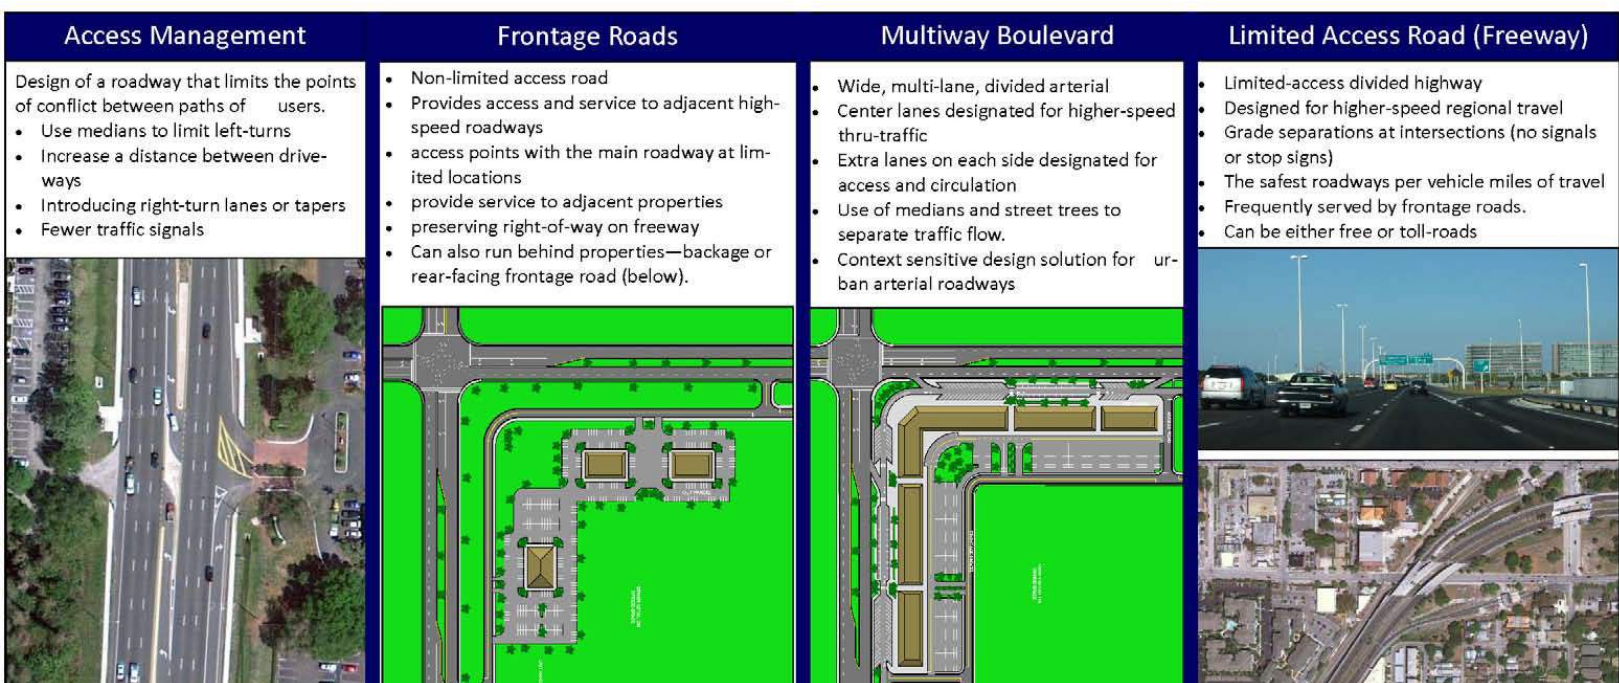 Access Management
Design of a roadway that limits the points
of conflict between paths of users.
• Use medians to limit left-turns
• Increase a distance between drive-
ways
• Introducing right-turn lanes or tapers
• Fewer traffic signals
Frontage Roads
• Non-limited access road
• Provides access and service to adjacent high-
speed roadways
• access points with the main roadway at lim-
ited locations
• provide service to adjacent properties
• preserving right-of-way on freeway
• Can also run behind properties—backage or
rear-facing frontage road (below).
Multiway Boulevard
• Wide, multi-lane, divided arterial
• Center lanes designated for higher-speed
thru-traffic
• Extra lanes on each side designated for
access and circulation
• Use of medians and street trees to
separate traffic flow.
• Context sensitive design solution for ur-
ban arterial roadways
Limited Access Road (Freeway)
• Limited-access divided highway
• Designed for higher-speed regional travel
• Grade separations at intersections (no signals
or stop signs)
• The safest roadways per vehicle miles of travel
• Frequently served by frontage roads.
• Can be either free or toll-roads